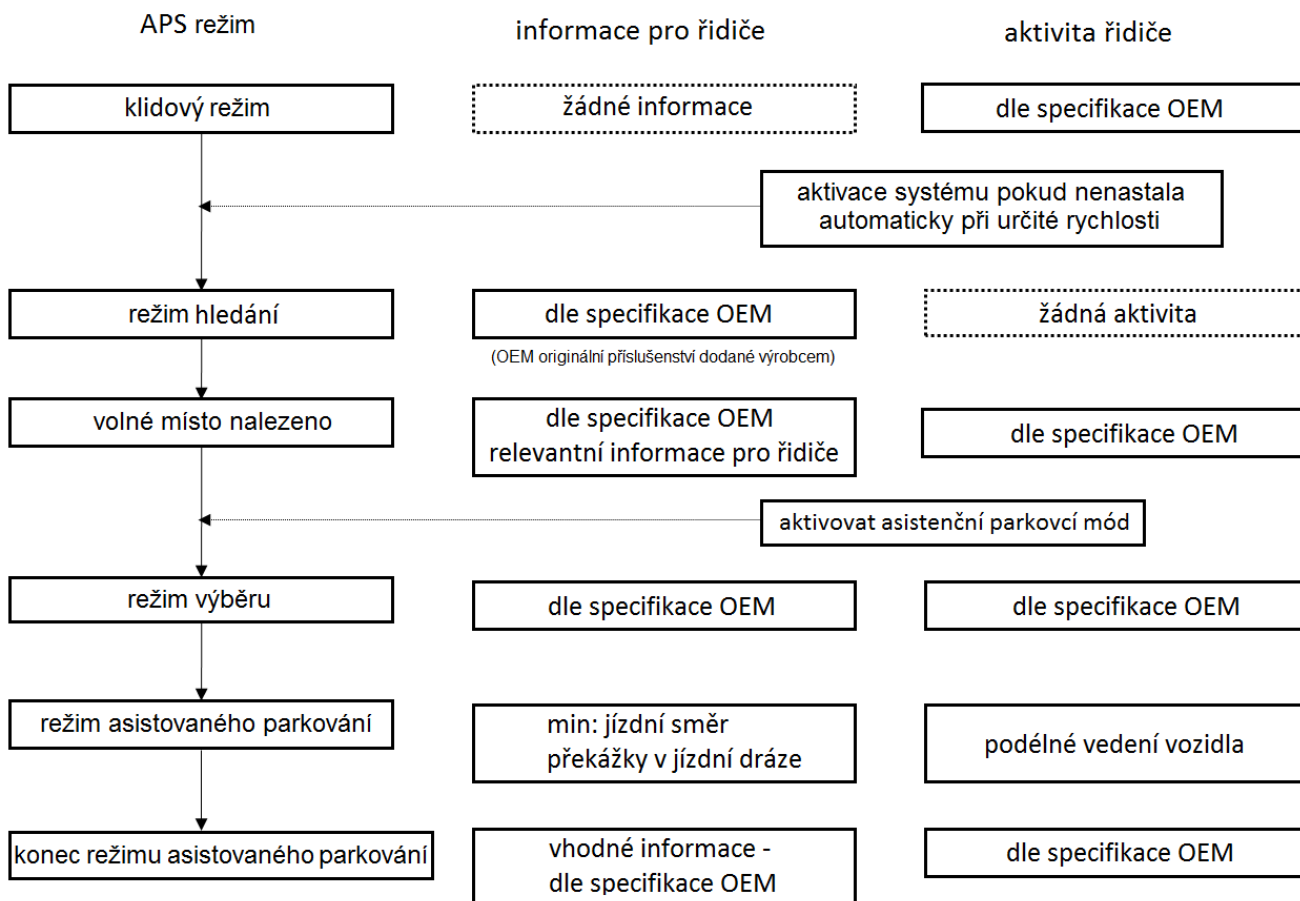 APS režim
informace pro řidiče
aktivita řidiče
klidový režim
žádné informace
dle specifikace OEM
aktivace systému pokud nenastala
automaticky při určité rychlosti
režim hledání
dle specifikace OEM
žádná aktivita
(OEM originální příslušenství dodané výrobcem)
volné místo nalezeno
dle specifikace OEM
relevantní informace pro řidiče
dle specifikace OEM
aktivovat asistenční parkovcí mód
režim výběru
dle specifikace OEM
dle specifikace OEM
režim asistovaného parkování
min: jízdní směr
překážky v jízdní dráze
podélné vedení vozidla
konec režimu asistovaného parkování
vhodné informace -
dle specifikace OEM
dle specifikace OEM